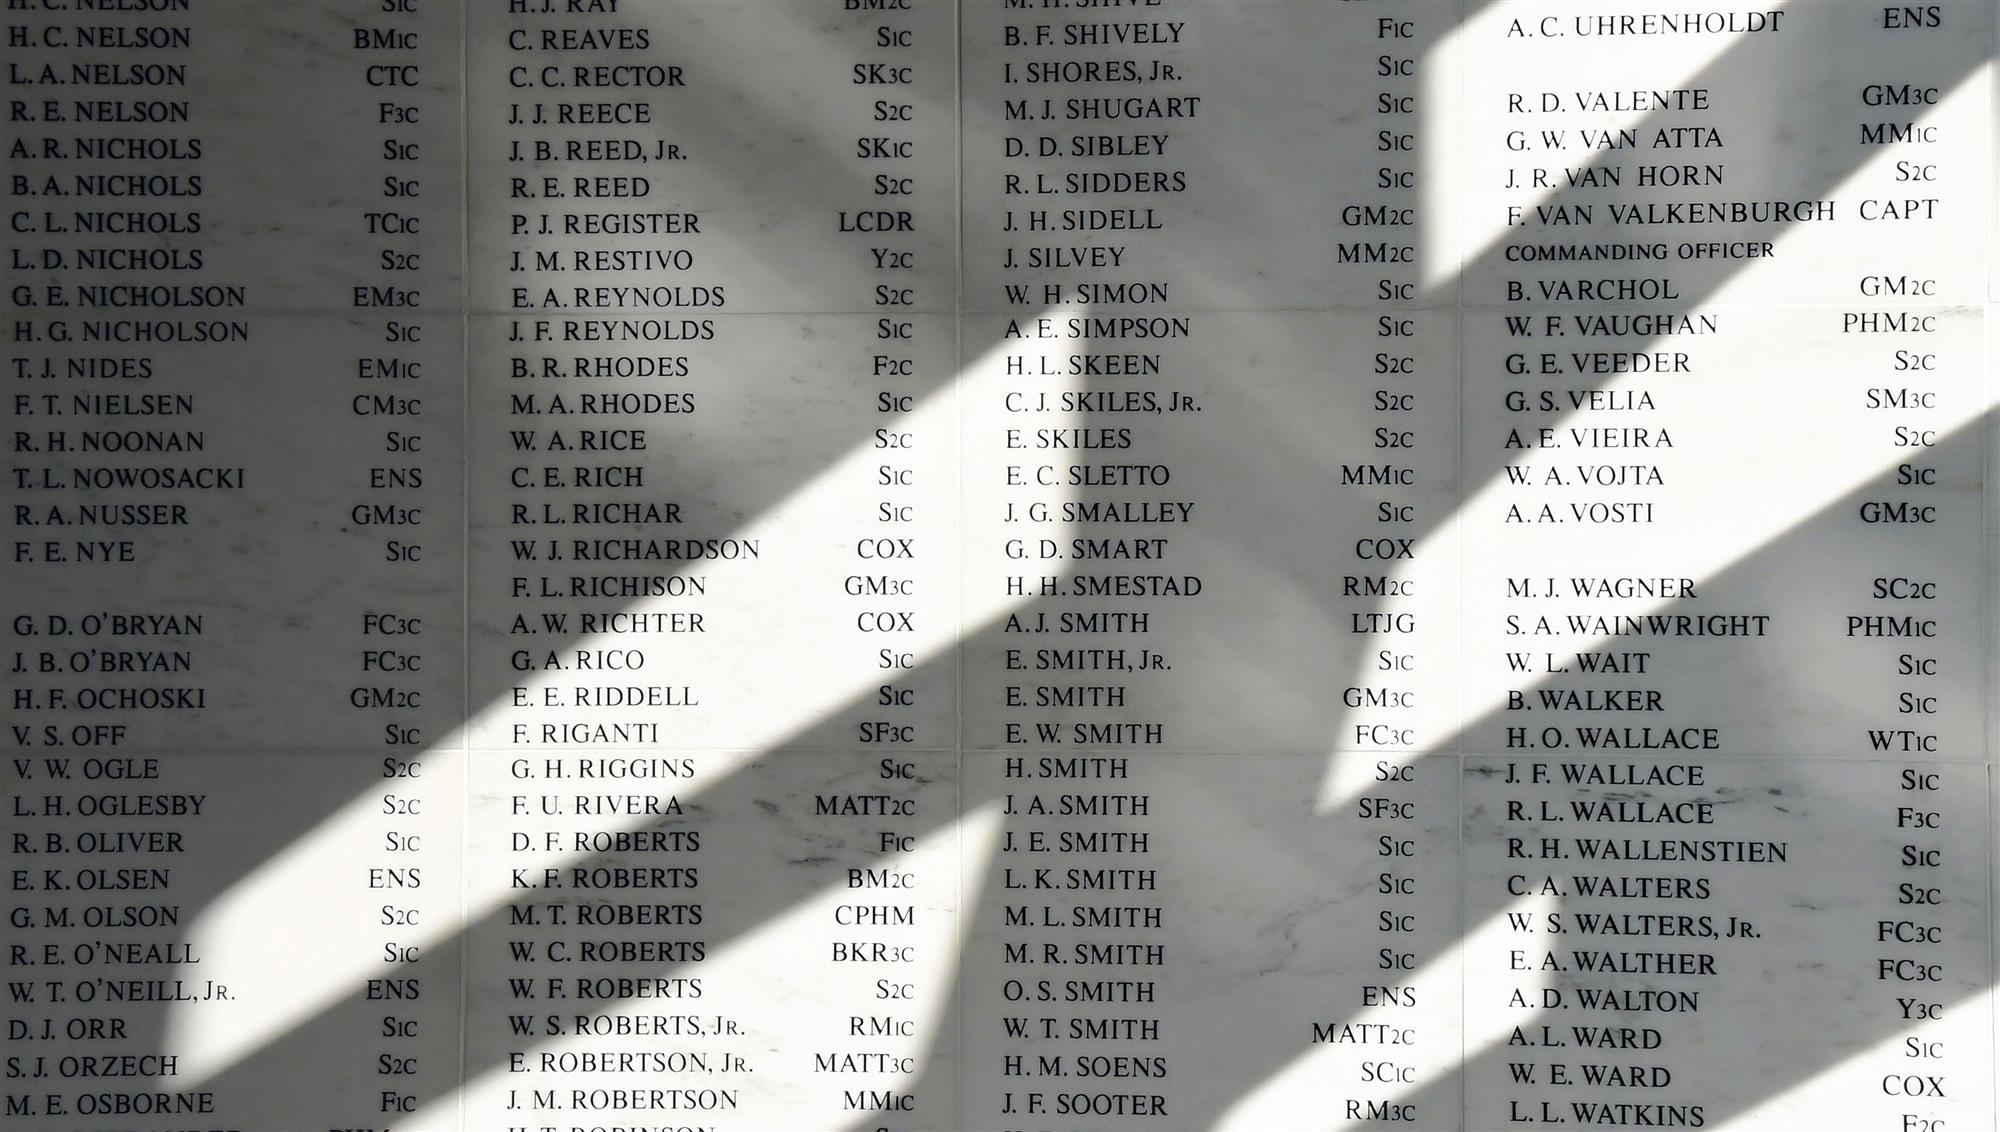 H. C. NELSON S1C
H. C. NELSON BM1C
L. A. NELSON CTC
R. E. NELSON F3C
A. R. NICHOLS S1C
B. A. NICHOLS S1C
C. L. NICHOLS TC1C
L. D. NICHOLS S2C
G. E. NICHOLSON EM3C
H. G. NICHOLSON S1C
T. J. NIDES EM1C
F. T. NIELSEN CM3C
R. H. NOONAN S1C
T. L. NOWOSACKI ENS
R. A. NUSSER GM3C
F. E. NYE S1C
G. D. O'BRYAN FC3C
J. B. O'BRYAN FC3C
H. F. OCHOSKI GM2C
V. S. OFF S1C
V. W. OGLE S2C
L. H. OGLESBY S2C
R. B. OLIVER S1C
E. K. OLSEN ENS
G. M. OLSON S2C
R. E. O'NEALL S1C
W. T. O'NEILL, JR. ENS
D. J. ORR S1C
S. J. ORZECH S2C
M. E. OSBORNE F1C
H. J. RAY BM2C
C. REAVES S1C
C. C. RECTOR SK3C
J. J. REECE S2C
J. B. REED, JR. SK1C
R. E. REED S2C
P. J. REGISTER LCDR
J. M. RESTIVO Y2C
E. A. REYNOLDS S2C
J. F. REYNOLDS S1C
B. R. RHODES F2C
M. A. RHODES S1C
W. A. RICE S2C
C. E. RICH S1C
R. L. RICHAR S1C
W. J. RICHARDSON COX
F. L. RICHISON GM3C
A. W. RICHTER COX
G. A. RICO S1C
E. E. RIDDELL S1C
F. RIGANTI SF3C
G. H. RIGGINS S1C
F. U. RIVERA MATT2C
D. F. ROBERTS F1C
K. F. ROBERTS BM2C
M. T. ROBERTS CPHM
W. C. ROBERTS BKR3C
W. F. ROBERTS S2C
W. S. ROBERTS, JR. RM1C
E. ROBERTSON, JR. MATT3C
J. M. ROBERTSON MM1C
H. T. ROBINSON
M. H. SHIVE
B. F. SHIVELY F1C
I. SHORES, JR. S1C
M. J. SHUGART S1C
D. D. SIBLEY S1C
R. L. SIDDERS S1C
J. H. SIDELL GM2C
J. SILVEY MM2C
W. H. SIMON S1C
A. E. SIMPSON S1C
H. L. SKEEN S2C
C. J. SKILES, JR. S2C
E. SKILES S2C
E. C. SLETTO MM1C
J. G. SMALLEY S1C
G. D. SMART COX
H. H. SMESTAD RM2C
A. J. SMITH LTJG
E. SMITH, JR. S1C
E. SMITH GM3C
E. W. SMITH FC3C
H. SMITH S2C
J. A. SMITH SF3C
J. E. SMITH S1C
L. K. SMITH S1C
M. L. SMITH S1C
M. R. SMITH S1C
O. S. SMITH ENS
W. T. SMITH MATT2C
H. M. SOENS SC1C
J. F. SOOTER RM3C
A. C. UHRENHOLDT ENS
R. D. VALENTE GM3C
G. W. VAN ATTA MM1C
J. R. VAN HORN S2C
F. VAN VALKENBURGH CAPT
COMMANDING OFFICER
B. VARCHOL GM2C
W. F. VAUGHAN PHM2C
G. E. VEEDER S2C
G. S. VELIA SM3C
A. E. VIEIRA S2C
W. A. VOJTA S1C
A. A. VOSTI GM3C
M. J. WAGNER SC2C
S. A. WAINWRIGHT PHM1C
W. L. WAIT S1C
B. WALKER S1C
H. O. WALLACE WT1C
J. F. WALLACE S1C
R. L. WALLACE F3C
R. H. WALLENSTIEN S1C
C. A. WALTERS S2C
W. S. WALTERS, JR. FC3C
E. A. WALTHER FC3C
A. D. WALTON Y3C
A. L. WARD S1C
W. E. WARD COX
L. L. WATKINS F2C